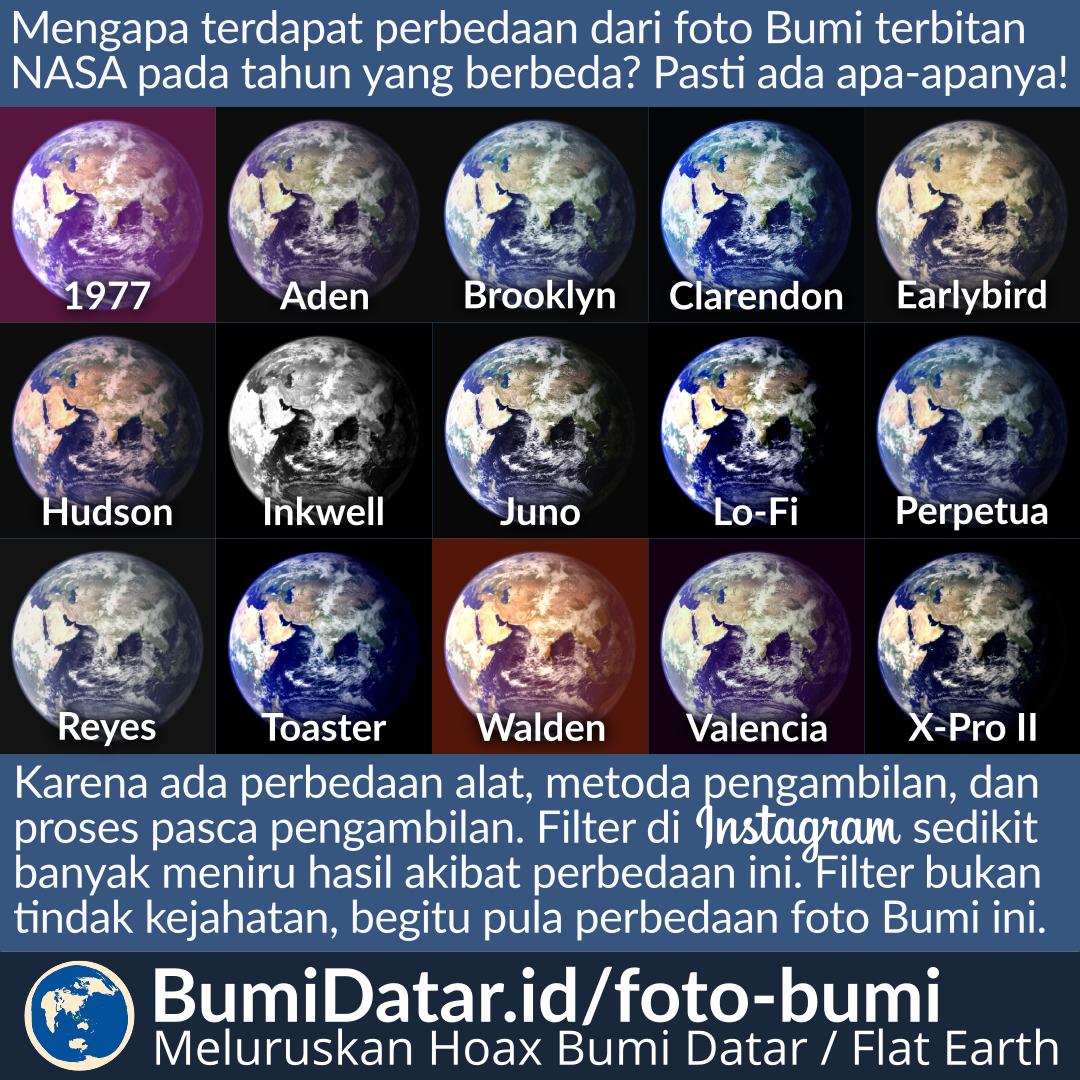 Mengapa terdapat perbedaan dari foto Bumi terbitan
NASA pada tahun yang berbeda? Pasti ada apa-apanya!
1977
Aden
Brooklyn
Clarendon
Earlybird
Hudson
Inkwell
Juno
Lo-Fi
Perpetua
Reyes
Toaster
Walden
Valencia
X-Pro II
Karena ada perbedaan alat, metoda pengambilan, dan
proses pasca pengambilan. Filter di Instagram sedikit
banyak meniru hasil akibat perbedaan ini. Filter bukan
tindak kejahatan, begitu pula perbedaan foto Bumi ini.
BumiDatar.id/foto-bumi
Meluruskan Hoax Bumi Datar / Flat Earth